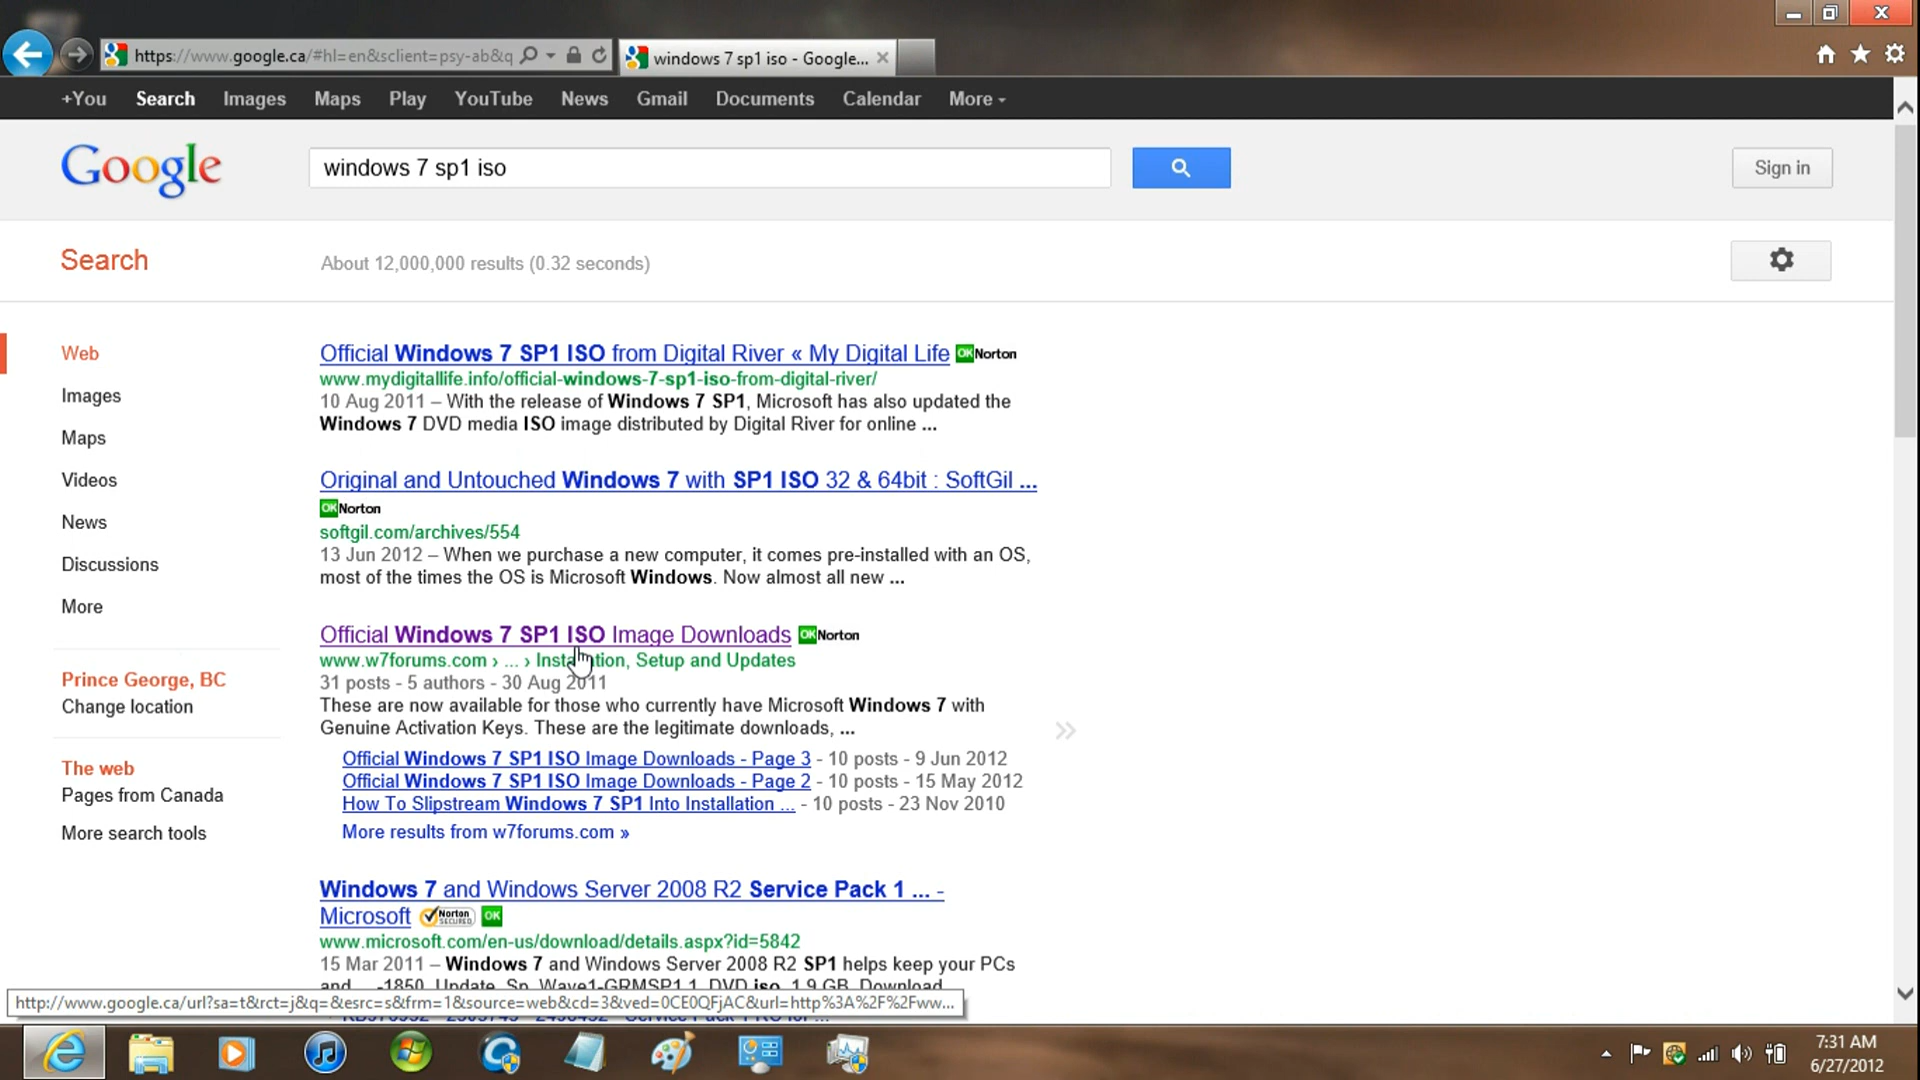 https://www.google.ca/#hl=en&sclient=psy-ab&q
windows 7 sp1 iso - Google...
+You Search Images Maps Play YouTube News Gmail Documents Calendar More
Google
windows 7 sp1 iso
Sign in
Search
About 12,000,000 results (0.32 seconds)
Web
Images
Maps
Videos
News
Discussions
More
Prince George, BC
Change location
The web
Pages from Canada
More search tools
Official Windows 7 SP1 ISO from Digital River « My Digital Life OK Norton
www.mydigitallife.info/official-windows-7-sp1-iso-from-digital-river/
10 Aug 2011 – With the release of Windows 7 SP1, Microsoft has also updated the
Windows 7 DVD media ISO image distributed by Digital River for online ...
Original and Untouched Windows 7 with SP1 ISO 32 & 64bit : SoftGil ...
OK Norton
softgil.com/archives/554
13 Jun 2012 – When we purchase a new computer, it comes pre-installed with an OS,
most of the times the OS is Microsoft Windows. Now almost all new ...
Official Windows 7 SP1 ISO Image Downloads OK Norton
www.w7forums.com › ... › Installation, Setup and Updates
31 posts - 5 authors - 30 Aug 2011
These are now available for those who currently have Microsoft Windows 7 with
Genuine Activation Keys. These are the legitimate downloads, ...
Official Windows 7 SP1 ISO Image Downloads - Page 3 - 10 posts - 9 Jun 2012
Official Windows 7 SP1 ISO Image Downloads - Page 2 - 10 posts - 15 May 2012
How To Slipstream Windows 7 SP1 Into Installation ... - 10 posts - 23 Nov 2010
More results from w7forums.com »
Windows 7 and Windows Server 2008 R2 Service Pack 1 ... -
Microsoft Norton SECURED OK
www.microsoft.com/en-us/download/details.aspx?id=5842
15 Mar 2011 – Windows 7 and Windows Server 2008 R2 SP1 helps keep your PCs
and ... -1850. Update. Sp. Wave1-GRMSP1.1. DVD.iso. 1.9 GB. Download
http://www.google.ca/url?sa=t&rct=j&q=&esrc=s&frm=1&source=web&cd=3&ved=0CE0QFjAC&url=http%3A%2F%2Fww...
7:31 AM
6/27/2012